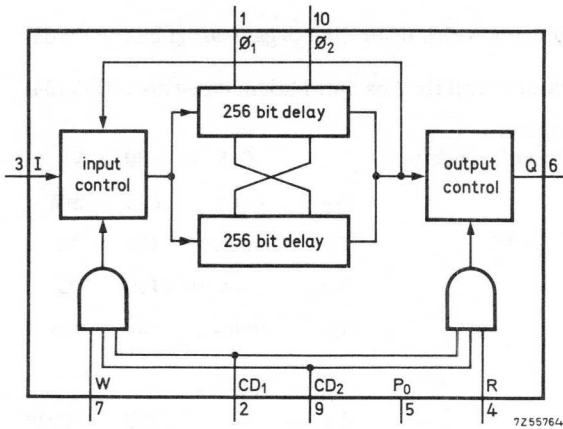 1 10
Ø1 Ø2
256 bit delay
3 I
input
control
output
control
Q 6
256 bit delay
W CD1 CD2 P0 R
7 2 9 5 4
7Z55764